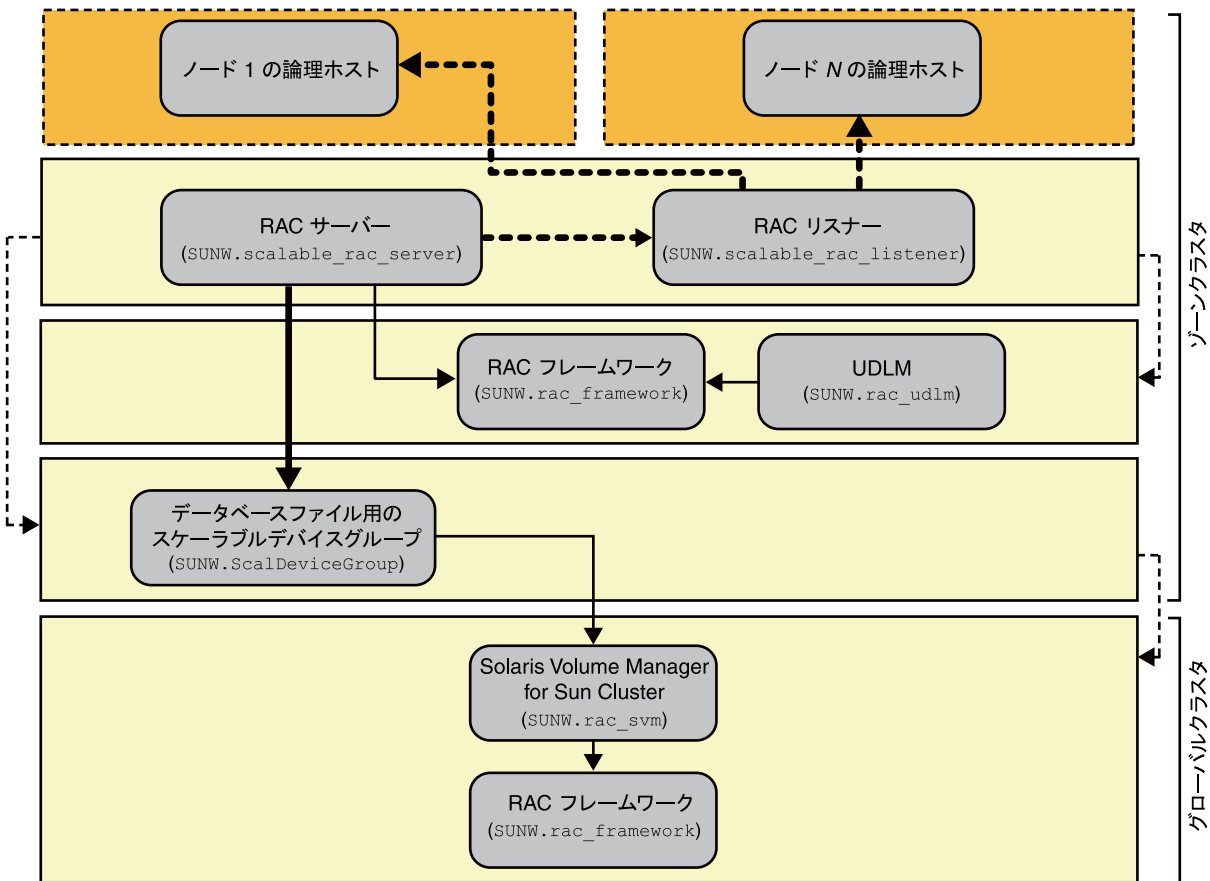 ノード 1 の論理ホスト
ノード N の論理ホスト
RAC サーバー
(SUNW.scalable_rac_server)
RAC リスナー
(SUNW.scalable_rac_listener)
ゾーンクラスタ
RAC フレームワーク
(SUNW.rac_framework)
UDLM
(SUNW.rac_udlm)
データベースファイル用の
スケーラブルデバイスグループ
(SUNW.ScalDeviceGroup)
Solaris Volume Manager
for Sun Cluster
(SUNW.rac_svm)
グローバルクラスタ
RAC フレームワーク
(SUNW.rac_framework)